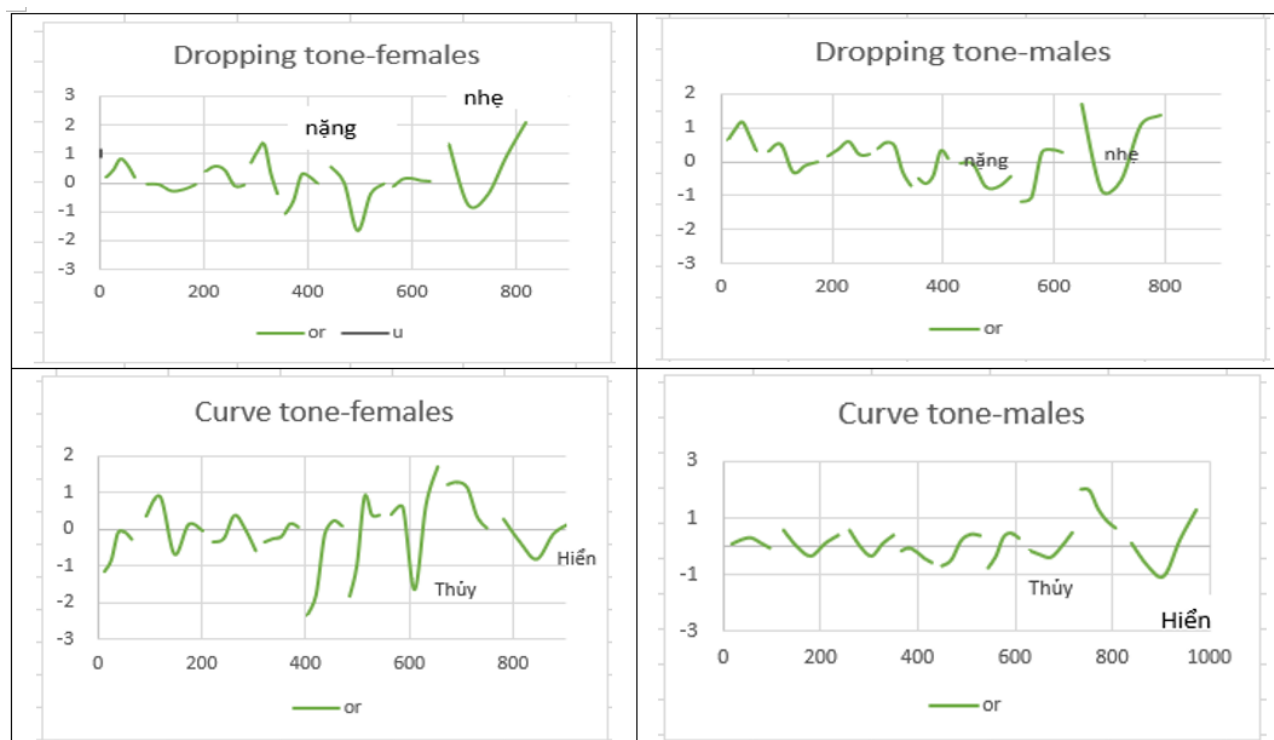 Dropping tone-females
nhẹ
nặng
3
2
1
0
-1
-2
-3
0 200 400 600 800
or u
Dropping tone-males
2
1
0
-1
-2
-3
nặng
nhẹ
0 200 400 600 800
or
Curve tone-females
2
1
0
-1
-2
-3
Hiển
Thủy
0 200 400 600 800
or
Curve tone-males
3
1
-1
-3
Thủy
Hiển
0 200 400 600 800 1000
or